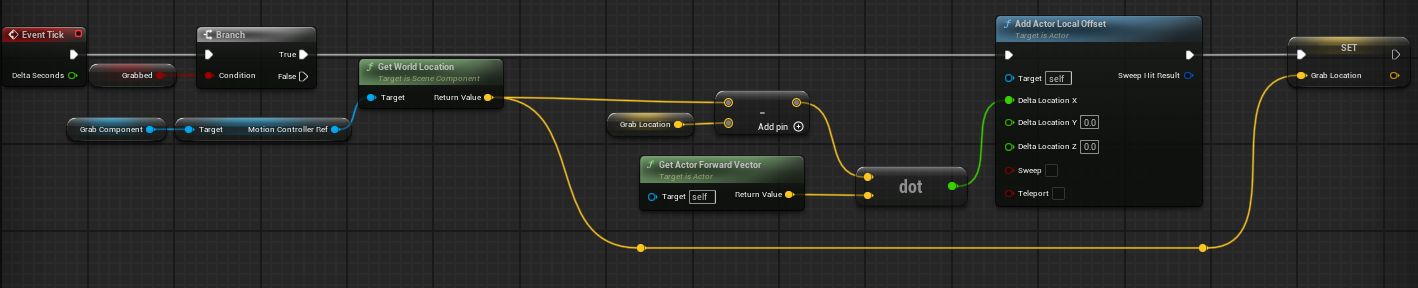 Event Tick
Delta Seconds
Grabbed
Branch
True
Condition
False
Grab Component
Target
Motion Controller Ref
Get World Location
Target is Scene Component
Target
Return Value
Grab Location
-
Add pin
Get Actor Forward Vector
Target is Actor
Target
self
Return Value
dot
Add Actor Local Offset
Target is Actor
Target
self
Sweep Hit Result
Delta Location X
Delta Location Y
0.0
Delta Location Z
0.0
Sweep
Teleport
SET
Grab Location